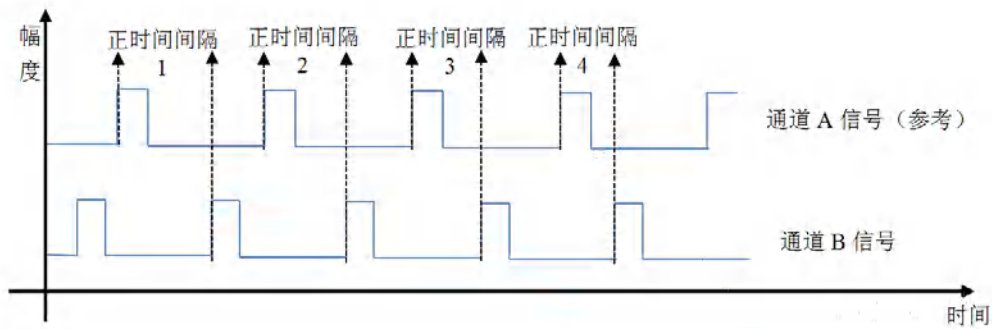 幅度
正时间间隔 1
正时间间隔 2
正时间间隔 3
正时间间隔 4
通道 A 信号（参考）
通道 B 信号
时间